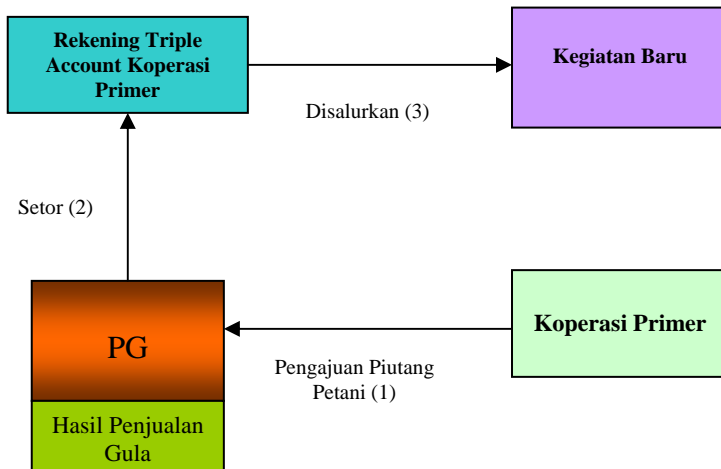 Rekening Triple
Account Koperasi
Primer
Kegiatan Baru
Disalurkan (3)
Setor (2)
PG
Koperasi Primer
Pengajuan Piutang
Petani (1)
Hasil Penjualan
Gula